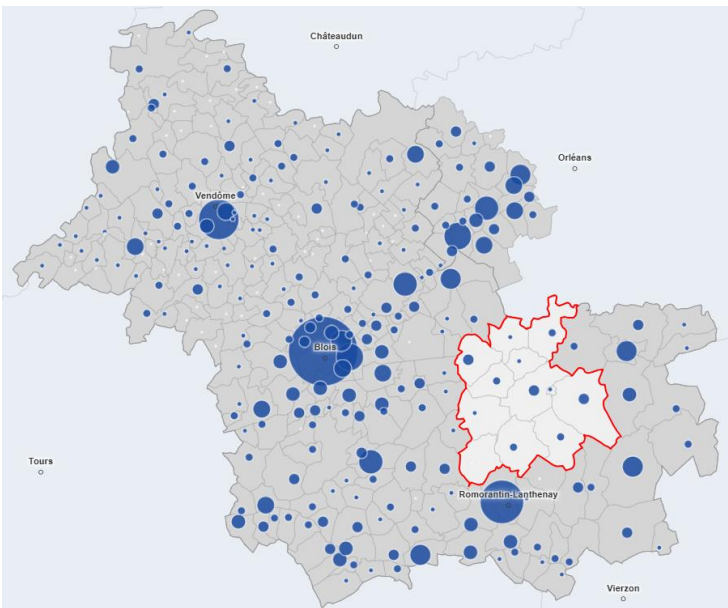 Châteaudun
Orléans
Vendôme
Blois
Tours
Romorantin-Lanthenay
Vierzon